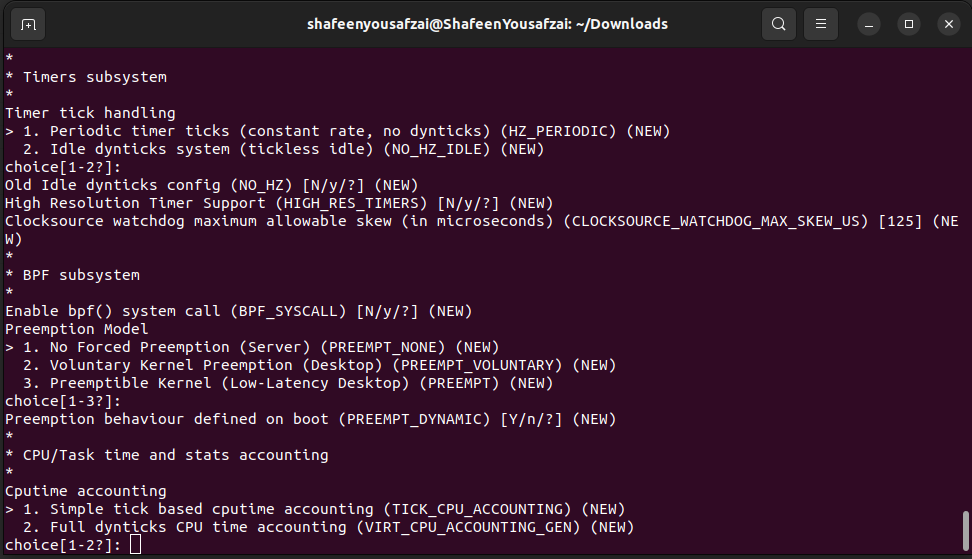 shafeenyousafzai@ShafeenYousafzai: ~/Downloads
*
* Timers subsystem
*
Timer tick handling
> 1. Periodic timer ticks (constant rate, no dynticks) (HZ_PERIODIC) (NEW)
  2. Idle dynticks system (tickless idle) (NO_HZ_IDLE) (NEW)
choice[1-2?]:
Old Idle dynticks config (NO_HZ) [N/y/?] (NEW)
High Resolution Timer Support (HIGH_RES_TIMERS) [N/y/?] (NEW)
Clocksource watchdog maximum allowable skew (in microseconds) (CLOCKSOURCE_WATCHDOG_MAX_SKEW_US) [125] (NE
W)
*
* BPF subsystem
*
Enable bpf() system call (BPF_SYSCALL) [N/y/?] (NEW)
Preemption Model
> 1. No Forced Preemption (Server) (PREEMPT_NONE) (NEW)
  2. Voluntary Kernel Preemption (Desktop) (PREEMPT_VOLUNTARY) (NEW)
  3. Preemptible Kernel (Low-Latency Desktop) (PREEMPT) (NEW)
choice[1-3?]:
Preemption behaviour defined on boot (PREEMPT_DYNAMIC) [Y/n/?] (NEW)
*
* CPU/Task time and stats accounting
*
Cputime accounting
> 1. Simple tick based cputime accounting (TICK_CPU_ACCOUNTING) (NEW)
  2. Full dynticks CPU time accounting (VIRT_CPU_ACCOUNTING_GEN) (NEW)
choice[1-2?]: